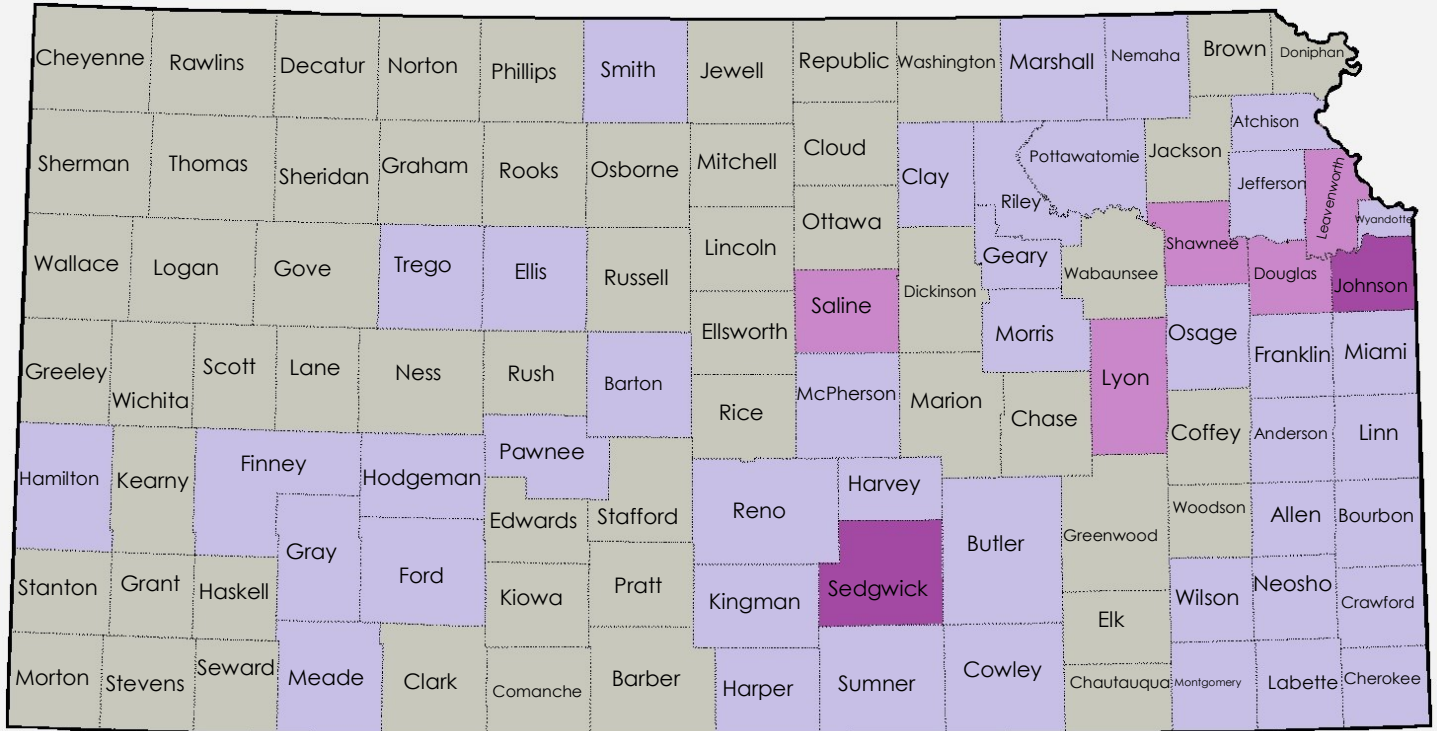 Cheyenne
Rawlins
Decatur
Norton
Phillips
Smith
Jewell
Republic
Washington
Marshall
Nemaha
Brown
Doniphan
Sherman
Thomas
Sheridan
Graham
Rooks
Osborne
Mitchell
Cloud
Clay
Riley
Pottawatomie
Jackson
Atchison
Jefferson
Leavenworth
Wyandotte
Wallace
Logan
Gove
Trego
Ellis
Russell
Lincoln
Ottawa
Saline
Dickinson
Geary
Wabaunsee
Shawnee
Douglas
Johnson
Ellsworth
Morris
Osage
Franklin
Miami
Greeley
Wichita
Scott
Lane
Ness
Rush
Barton
Rice
McPherson
Marion
Chase
Lyon
Coffey
Anderson
Linn
Hamilton
Kearny
Finney
Hodgeman
Pawnee
Edwards
Stafford
Reno
Harvey
Butler
Greenwood
Woodson
Allen
Bourbon
Gray
Ford
Stanton
Grant
Haskell
Kiowa
Pratt
Kingman
Sedgwick
Elk
Wilson
Neosho
Crawford
Morton
Stevens
Seward
Meade
Clark
Comanche
Barber
Harper
Sumner
Cowley
Chautauqua
Montgomery
Labette
Cherokee